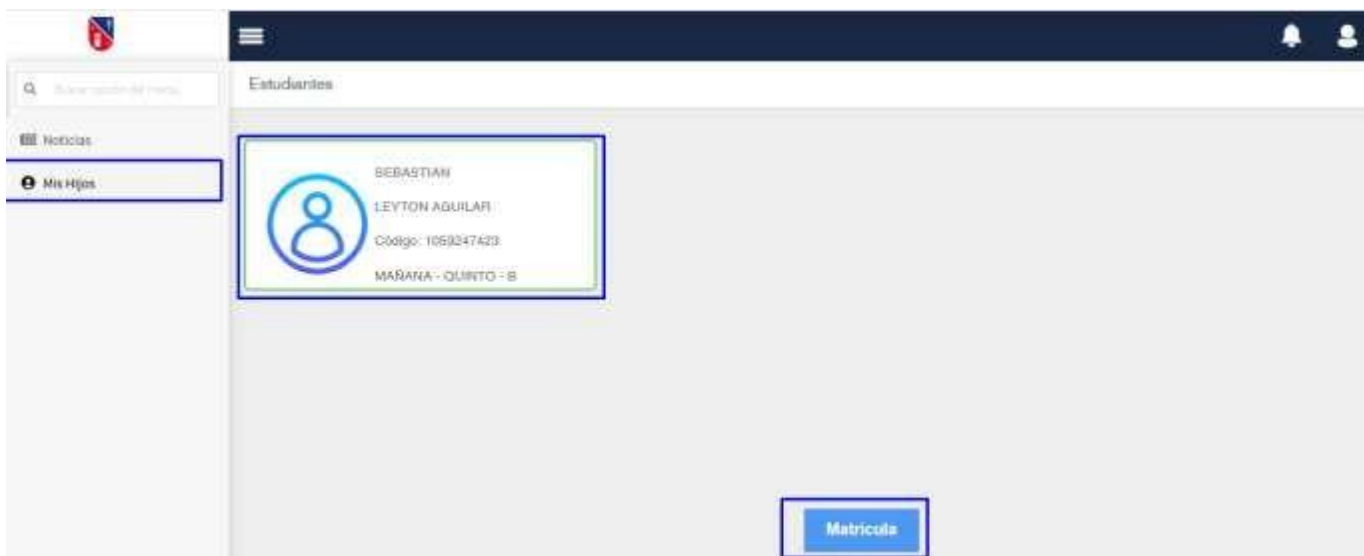 Estudiantes
Noticias
Mis Hijos
SEBASTIAN
LEYTON AGUILAR
Código: 1059247423
MAÑANA - QUINTO - B
Matricula